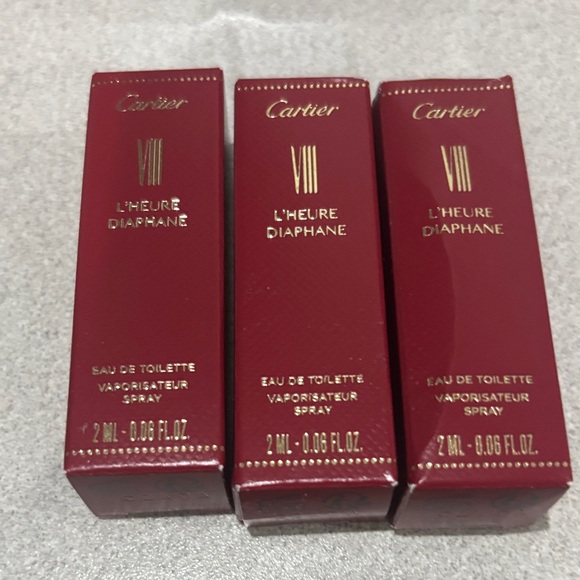 Cartier
VIII
L'HEURE
DIAPHANE
EAU DE TOILETTE
VAPORISATEUR
SPRAY
2 ML - 0.06 FL.OZ.
Cartier
VIII
L'HEURE
DIAPHANE
EAU DE TOILETTE
VAPORISATEUR
SPRAY
2 ML - 0.06 FL.OZ.
Cartier
VIII
L'HEURE
DIAPHANE
EAU DE TOILETTE
VAPORISATEUR
SPRAY
2 ML - 0.06 FL.OZ.